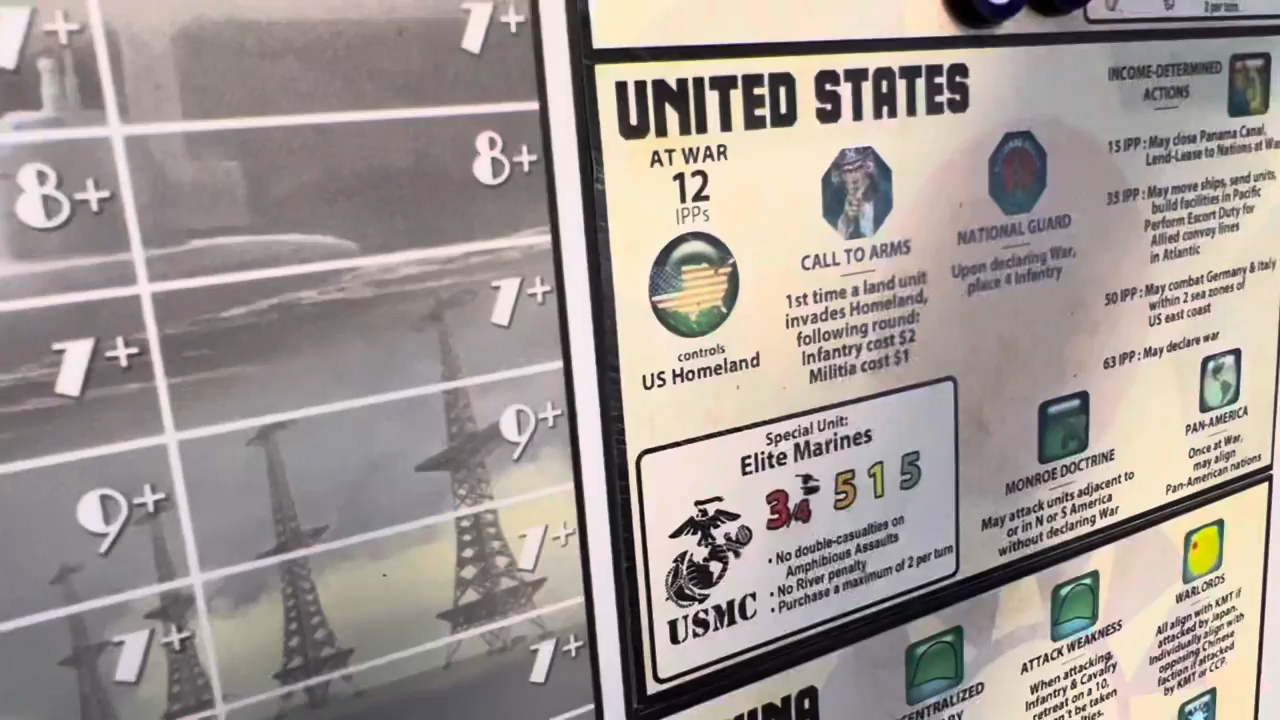 7+
7+
8+
8+
7+
7+
9+
9+
7+
7+
7+
2 per turn.
UNITED STATES
AT WAR
12
IPPs
controls
US Homeland
CALL TO ARMS
1st time a land unit
invades Homeland,
following round:
Infantry cost $2
Militia cost $1
NATIONAL GUARD
Upon declaring War,
place 4 Infantry
INCOME-DETERMINED
ACTIONS
15 IPP : May close Panama Canal,
Lend-Lease to Nations at War
35 IPP : May move ships, send units,
build facilities in Pacific
Perform Escort Duty for
Allied convoy lines
in Atlantic
50 IPP : May combat Germany & Italy
within 2 sea zones of
US east coast
63 IPP : May declare war
Special Unit:
Elite Marines
3/4 5 1 5
• No double-casualties on
Amphibious Assaults
• No River penalty
• Purchase a maximum of 2 per turn
USMC
MONROE DOCTRINE
May attack units adjacent to
or in N or S America
without declaring War
PAN-AMERICA
Once at War,
may align
Pan-American nations
INA
CENTRALIZED
ATTACK WEAKNESS
When attacking,
Infantry & Cavalry
retreat on a 10,
n't be taken
WARLORDS
All align with KMT if
attacked by Japan.
Individually align with
opposing Chinese
faction if attacked
by KMT or CCP.